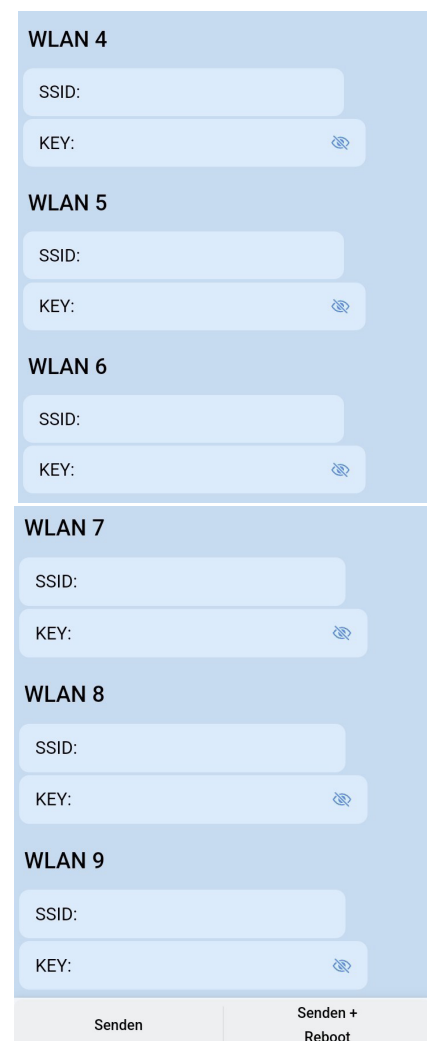 WLAN 4
SSID:
KEY:
WLAN 5
SSID:
KEY:
WLAN 6
SSID:
KEY:
WLAN 7
SSID:
KEY:
WLAN 8
SSID:
KEY:
WLAN 9
SSID:
KEY:
Senden
Senden +
Reboot